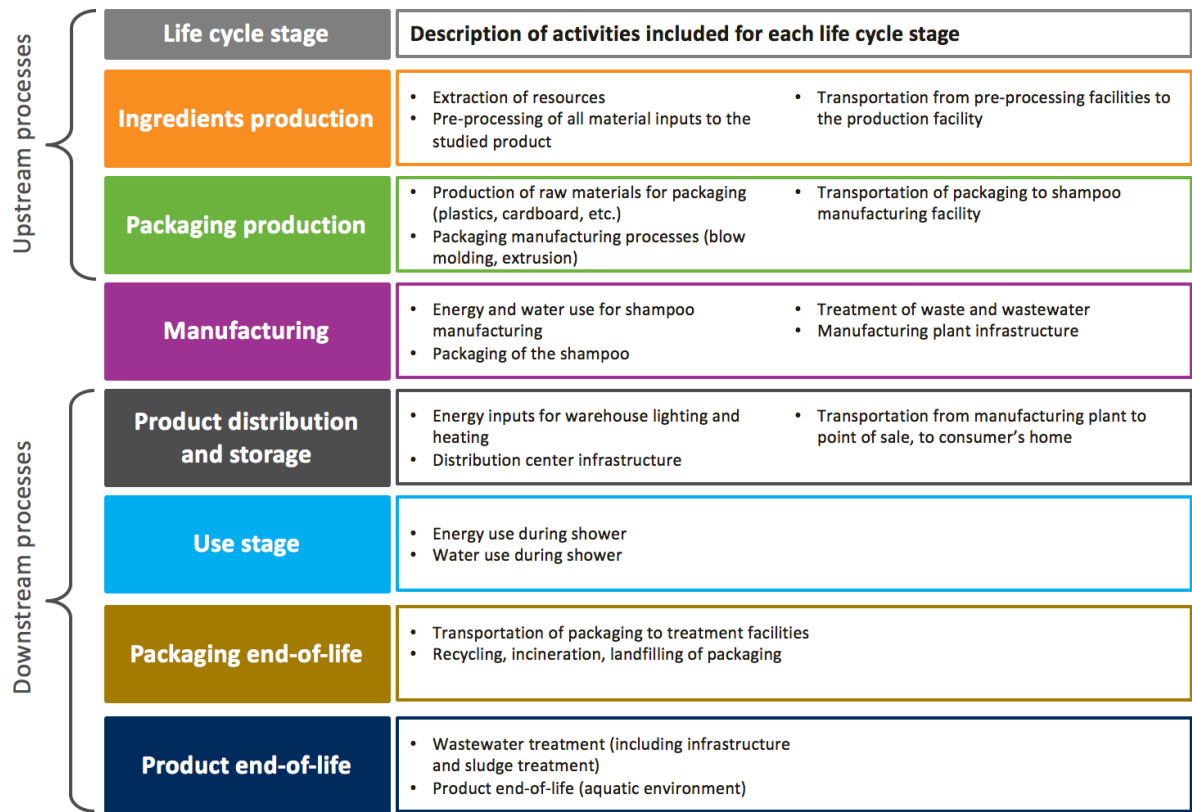 Upstream processes
Life cycle stage
Description of activities included for each life cycle stage
Ingredients production
• Extraction of resources
• Pre-processing of all material inputs to the
studied product
• Transportation from pre-processing facilities to
the production facility
Packaging production
• Production of raw materials for packaging
(plastics, cardboard, etc.)
• Packaging manufacturing processes (blow
molding, extrusion)
• Transportation of packaging to shampoo
manufacturing facility
Manufacturing
• Energy and water use for shampoo
manufacturing
• Packaging of the shampoo
• Treatment of waste and wastewater
• Manufacturing plant infrastructure
Downstream processes
Product distribution
and storage
• Energy inputs for warehouse lighting and
heating
• Distribution center infrastructure
• Transportation from manufacturing plant to
point of sale, to consumer's home
Use stage
• Energy use during shower
• Water use during shower
Packaging end-of-life
• Transportation of packaging to treatment facilities
• Recycling, incineration, landfilling of packaging
Product end-of-life
• Wastewater treatment (including infrastructure
and sludge treatment)
• Product end-of-life (aquatic environment)